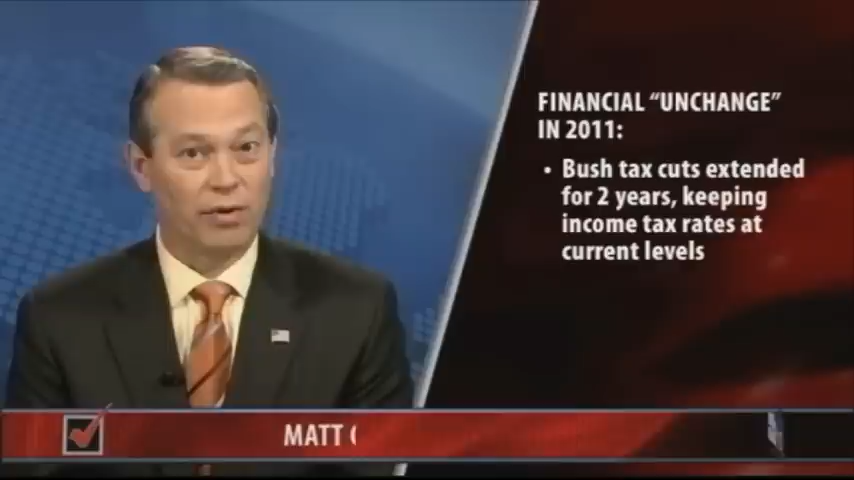 FINANCIAL “UNCHANGE”
IN 2011:
• Bush tax cuts extended
for 2 years, keeping
income tax rates at
current levels
MATT